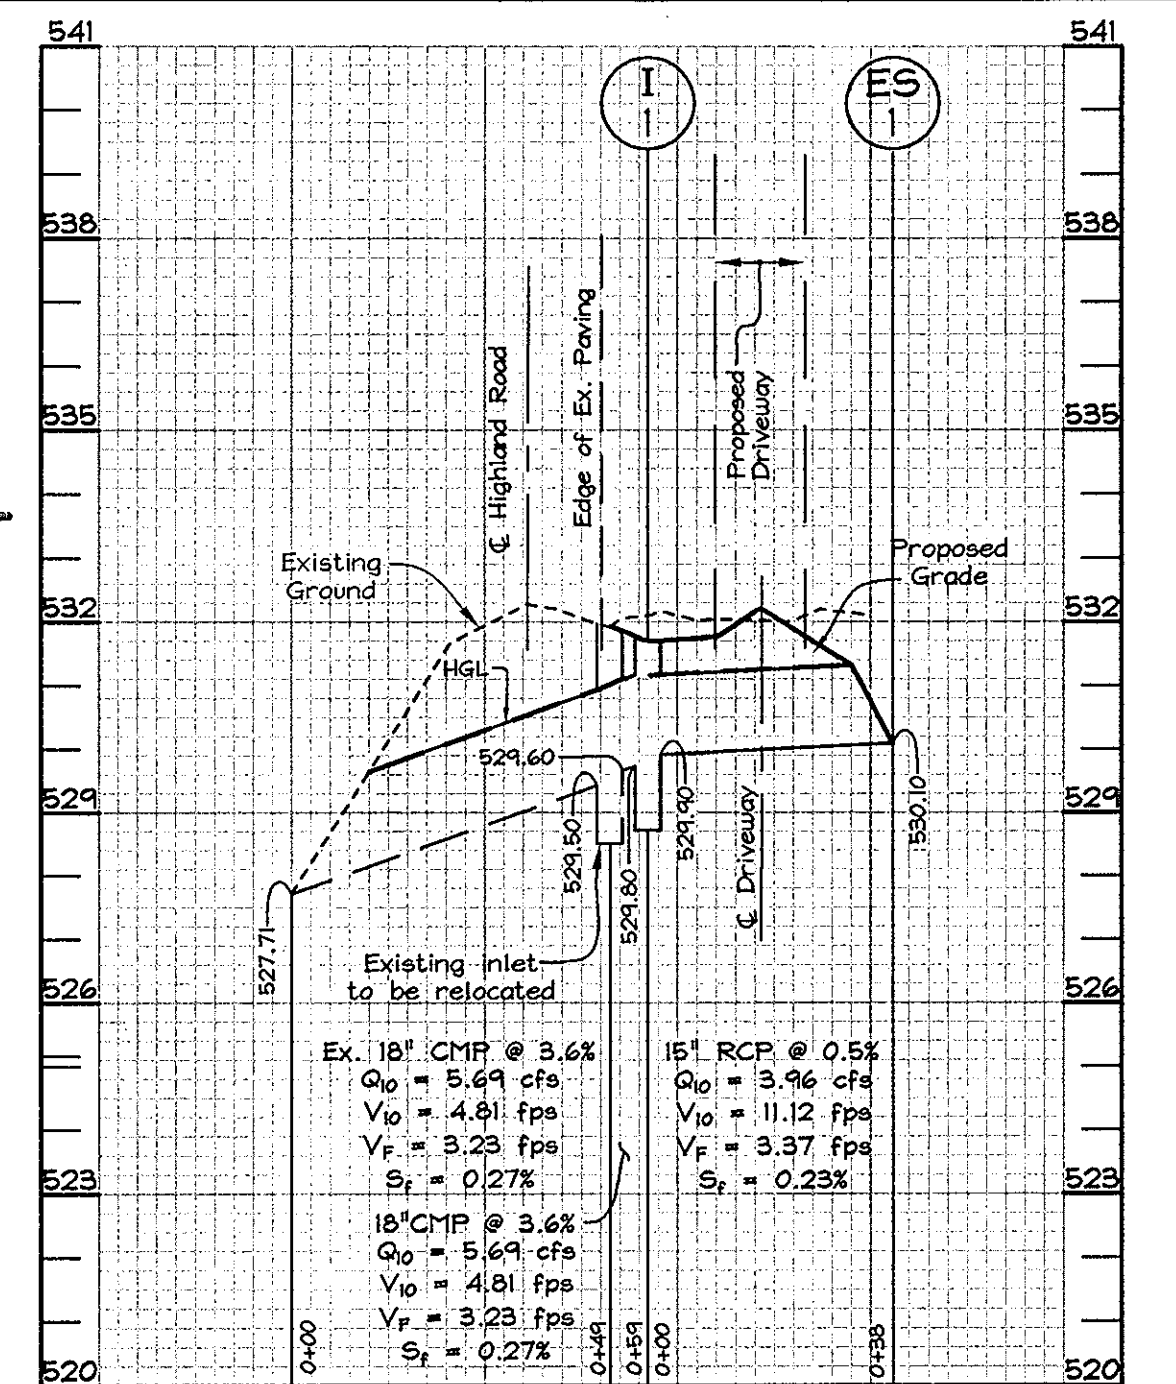 541
541
I
1
ES
1
538
538
℄ Highland Road
Edge of Ex. Paving
Proposed
Driveway
535
535
Existing
Ground
Proposed
Grade
532
532
HGL
529.60
529
529
529.50
529.80
529.90
530.10
℄ Driveway
527.71
Existing inlet
to be relocated
526
526
Ex. 18" CMP @ 3.6%
Q10 = 5.69 cfs
V10 = 4.81 fps
VF = 3.23 fps
Sf = 0.27%
15" RCP @ 0.5%
Q10 = 3.96 cfs
V10 = 11.12 fps
VF = 3.37 fps
Sf = 0.23%
523
523
18" CMP @ 3.6%
Q10 = 5.69 cfs
V10 = 4.81 fps
VF = 3.23 fps
Sf = 0.27%
0+00
0+49
0+59
0+00
0+38
520
520